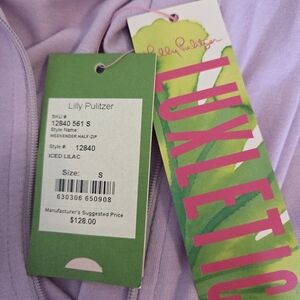 Lilly Pulitzer
SKU #
12840 561 S
Style Name:
WEEKENDER HALF-ZIP
Style #: 12840
ICED LILAC
Size: S
630306 650908
Manufacturer's Suggested Price
$128.00
Lilly Pulitzer
LUXLETIC